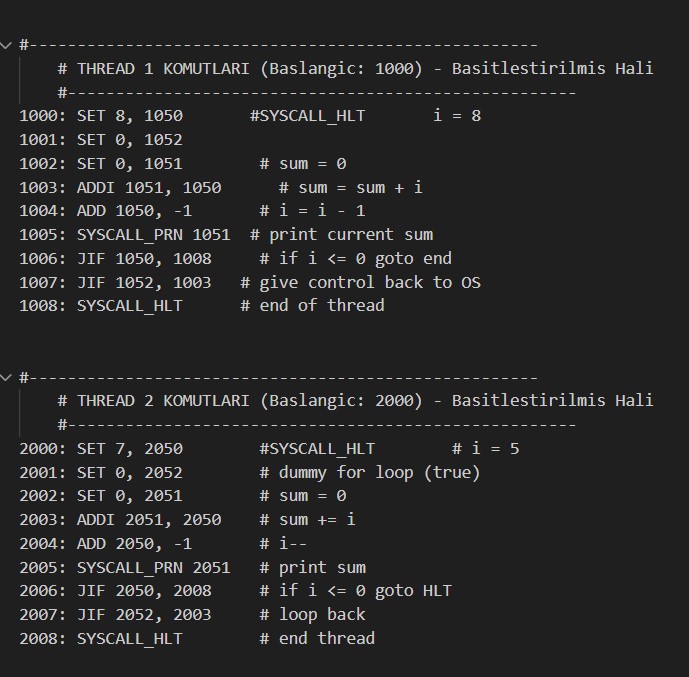 #-----------------------------------------------------
# THREAD 1 KOMUTLARI (Baslangic: 1000) - Basitlestirilmis Hali
#-----------------------------------------------------
1000: SET 8, 1050       #SYSCALL_HLT       i = 8
1001: SET 0, 1052
1002: SET 0, 1051        # sum = 0
1003: ADDI 1051, 1050      # sum = sum + i
1004: ADD 1050, -1       # i = i - 1
1005: SYSCALL_PRN 1051  # print current sum
1006: JIF 1050, 1008     # if i <= 0 goto end
1007: JIF 1052, 1003   # give control back to OS
1008: SYSCALL_HLT      # end of thread
#-----------------------------------------------------
# THREAD 2 KOMUTLARI (Baslangic: 2000) - Basitlestirilmis Hali
#-----------------------------------------------------
2000: SET 7, 2050        #SYSCALL_HLT        # i = 5
2001: SET 0, 2052        # dummy for loop (true)
2002: SET 0, 2051        # sum = 0
2003: ADDI 2051, 2050    # sum += i
2004: ADD 2050, -1       # i--
2005: SYSCALL_PRN 2051   # print sum
2006: JIF 2050, 2008     # if i <= 0 goto HLT
2007: JIF 2052, 2003     # loop back
2008: SYSCALL_HLT        # end thread